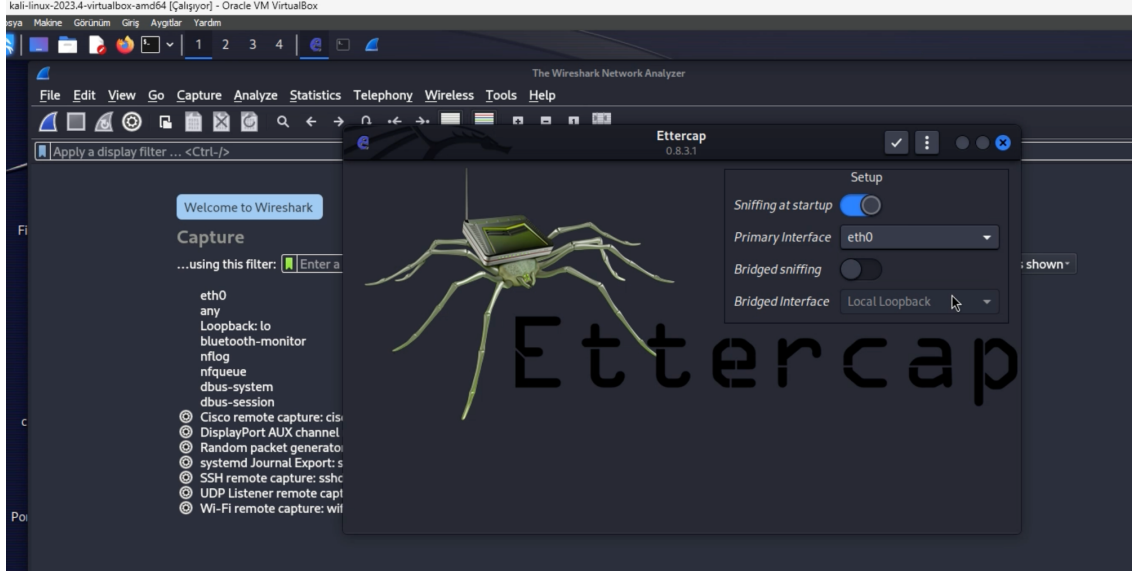 kali-linux-2023.4-virtualbox-amd64 [Çalışıyor] - Oracle VM VirtualBox
Makine Görünüm Giriş Aygıtlar Yardım
1 2 3 4
The Wireshark Network Analyzer
File Edit View Go Capture Analyze Statistics Telephony Wireless Tools Help
Apply a display filter ... <Ctrl-/>
Welcome to Wireshark
Capture
...using this filter: Enter a
shown
eth0
any
Loopback: lo
bluetooth-monitor
nflog
nfqueue
dbus-system
dbus-session
Cisco remote capture: cis
DisplayPort AUX channel
Random packet generato
systemd Journal Export: s
SSH remote capture: sshd
UDP Listener remote capt
Wi-Fi remote capture: wif
Ettercap
0.8.3.1
Setup
Sniffing at startup
Primary Interface eth0
Bridged sniffing
Bridged Interface Local Loopback
Ettercap